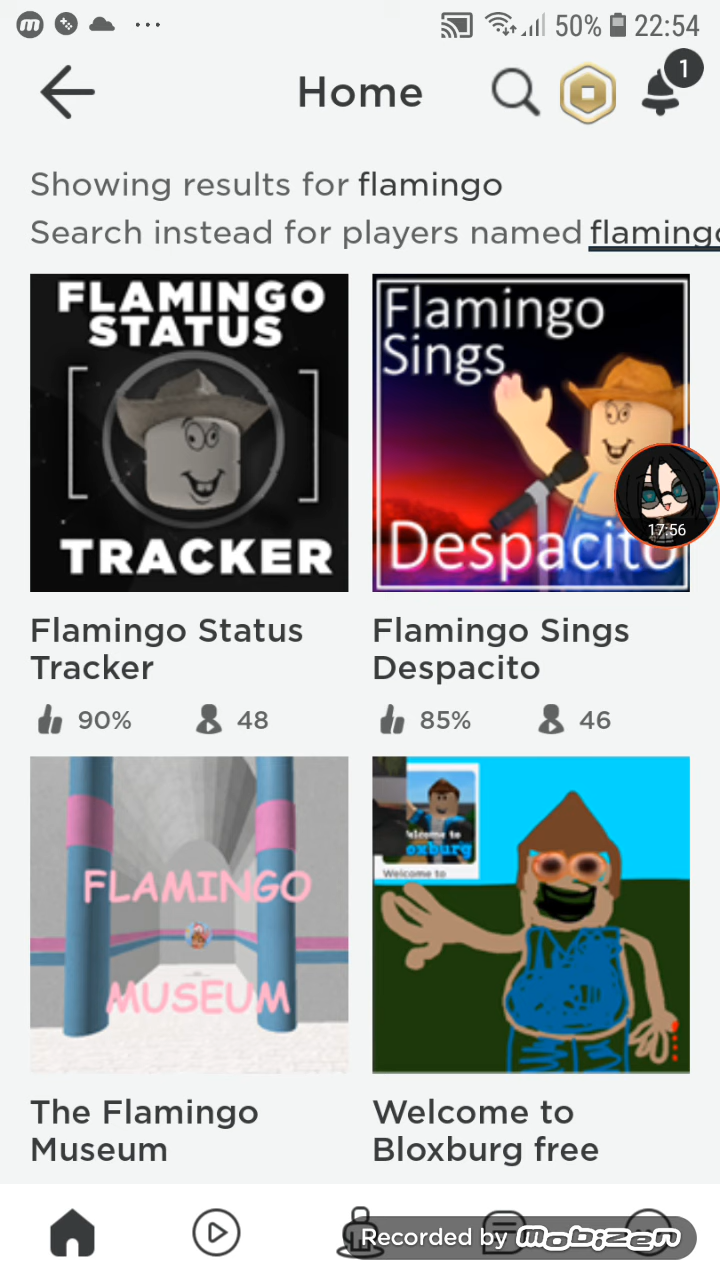 50% 22:54
Home
1
Showing results for flamingo
Search instead for players named flamingo
FLAMINGO
STATUS
TRACKER
Flamingo
Sings
Despacito
17:56
Flamingo Status
Tracker
Flamingo Sings
Despacito
90% 48
85% 46
FLAMINGO
MUSEUM
Welcome to
oxburg
Welcome to
The Flamingo
Museum
Welcome to
Bloxburg free
Recorded by mobizen